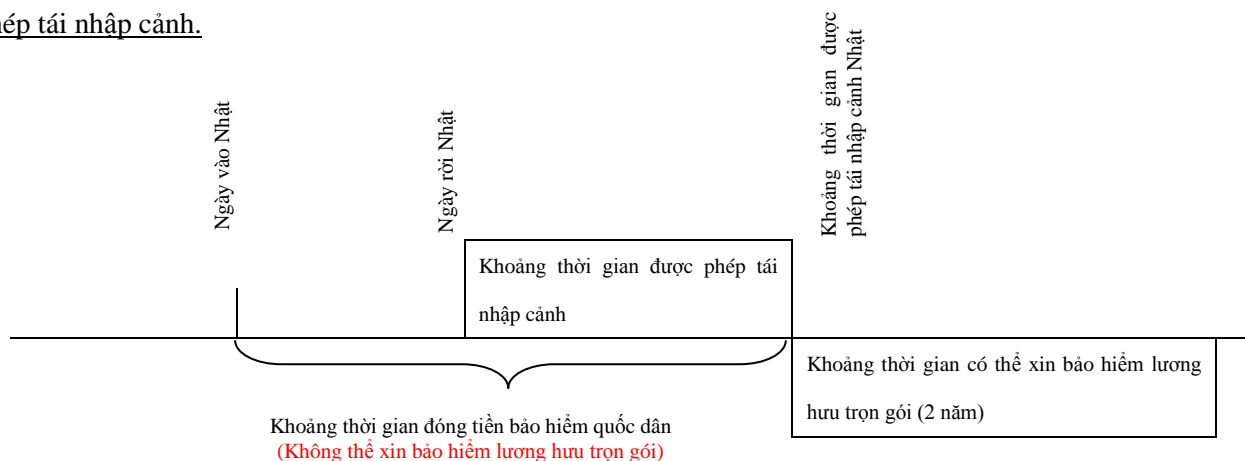 hép tái nhập cảnh.
Ngày vào Nhật
Ngày rời Nhật
Khoảng thời gian được
phép tái nhập cảnh Nhật
Khoảng thời gian được phép tái
nhập cảnh
Khoảng thời gian có thể xin bảo hiểm lương
hưu trọn gói (2 năm)
Khoảng thời gian đóng tiền bảo hiểm quốc dân
(Không thể xin bảo hiểm lương hưu trọn gói)